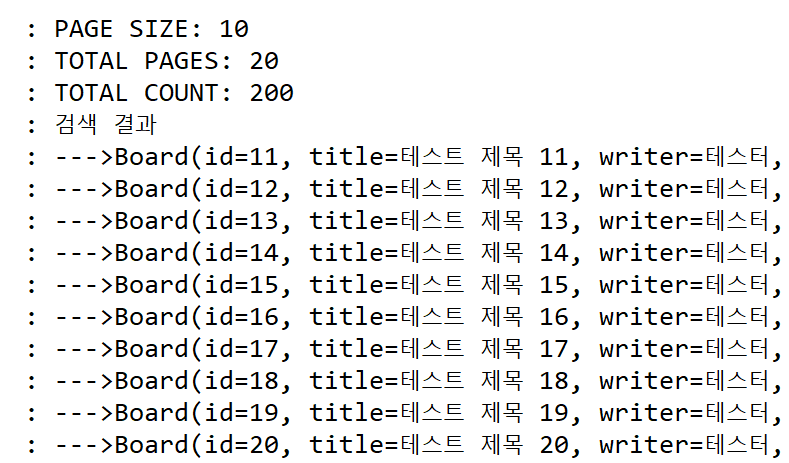 : PAGE SIZE: 10
: TOTAL PAGES: 20
: TOTAL COUNT: 200
: 검색 결과
: --->Board(id=11, title=테스트 제목 11, writer=테스터,
: --->Board(id=12, title=테스트 제목 12, writer=테스터,
: --->Board(id=13, title=테스트 제목 13, writer=테스터,
: --->Board(id=14, title=테스트 제목 14, writer=테스터,
: --->Board(id=15, title=테스트 제목 15, writer=테스터,
: --->Board(id=16, title=테스트 제목 16, writer=테스터,
: --->Board(id=17, title=테스트 제목 17, writer=테스터,
: --->Board(id=18, title=테스트 제목 18, writer=테스터,
: --->Board(id=19, title=테스트 제목 19, writer=테스터,
: --->Board(id=20, title=테스트 제목 20, writer=테스터,